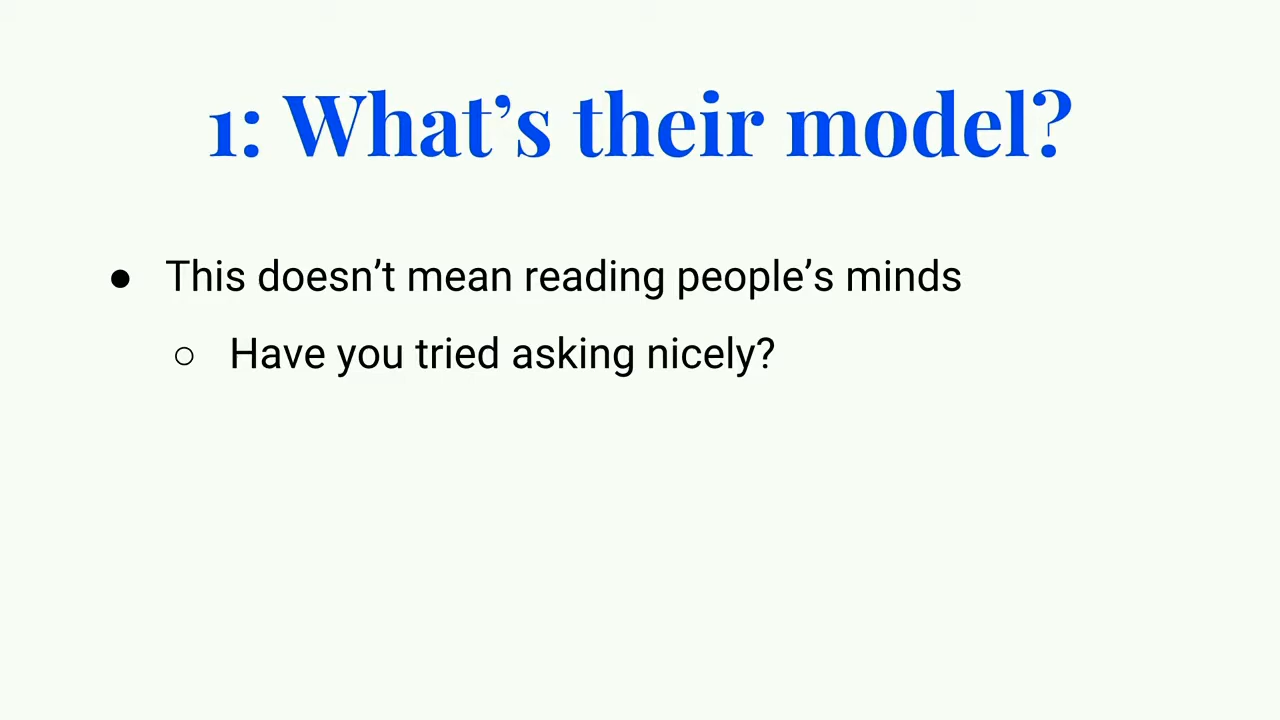 1: What’s their model?
● This doesn’t mean reading people’s minds
○ Have you tried asking nicely?